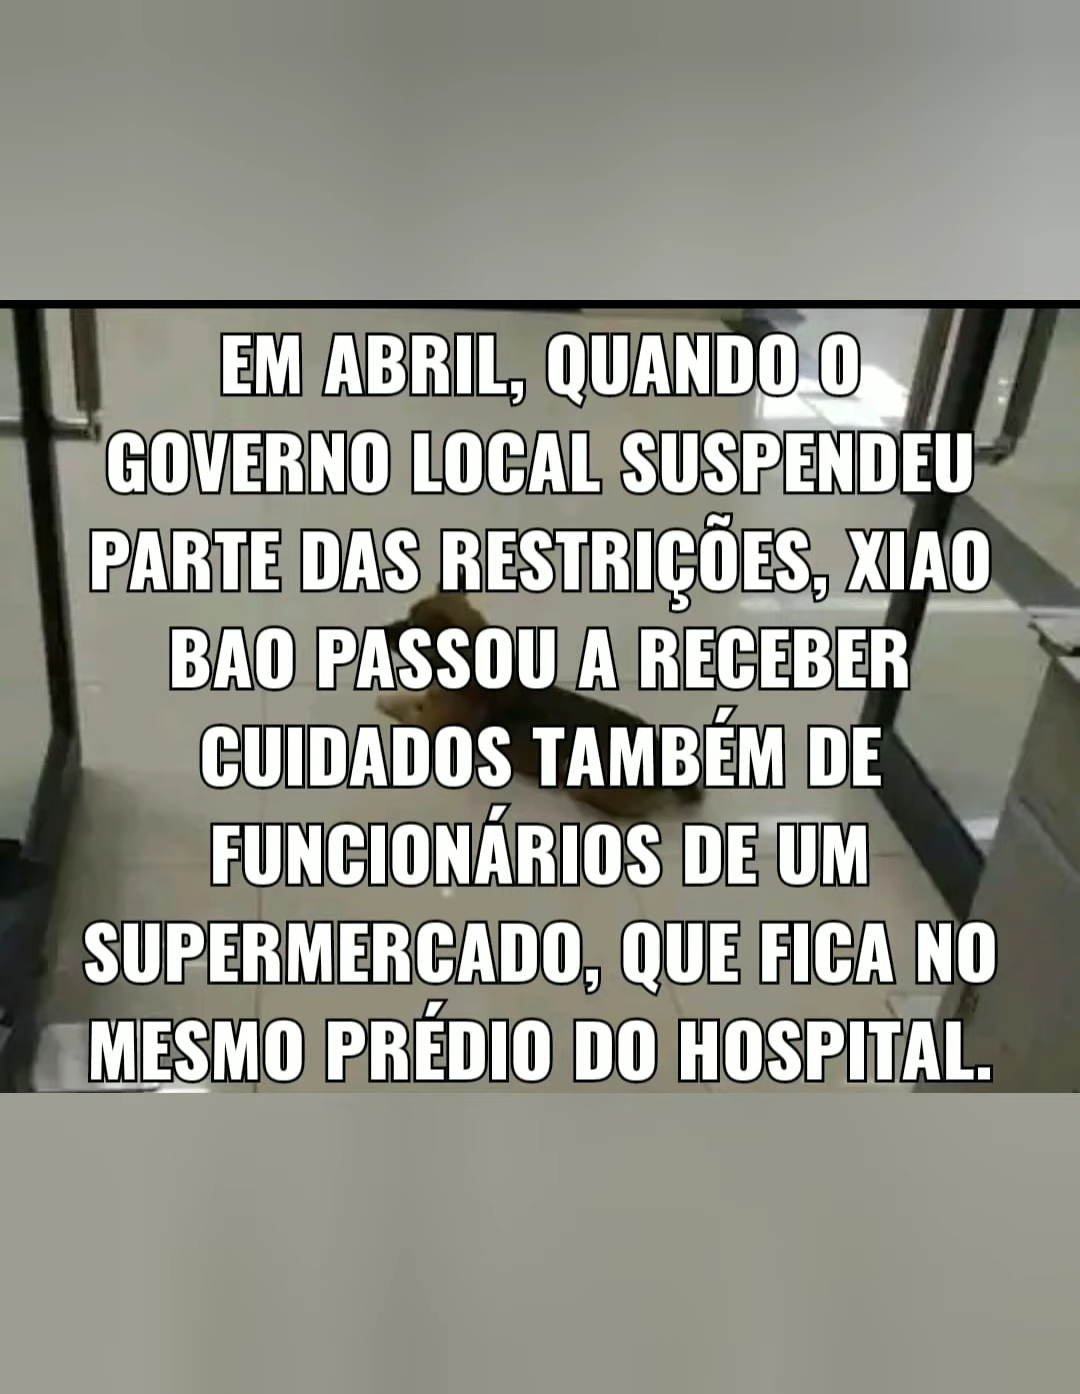 EM ABRIL, QUANDO O
GOVERNO LOCAL SUSPENDEU
PARTE DAS RESTRIÇÕES, XIAO
BAO PASSOU A RECEBER
CUIDADOS TAMBÉM DE
FUNCIONÁRIOS DE UM
SUPERMERCADO, QUE FICA NO
MESMO PRÉDIO DO HOSPITAL.